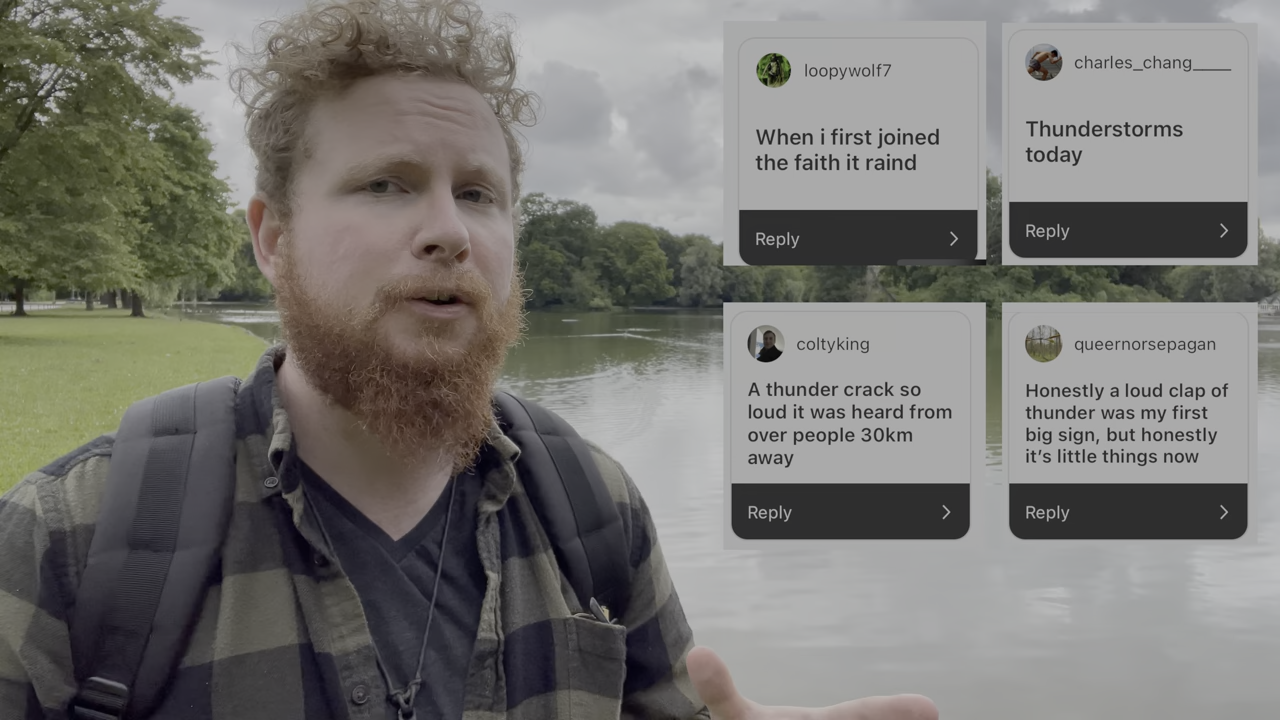 loopywolf7
When i first joined
the faith it raind
Reply
charles_chang_____
Thunderstorms
today
Reply
coltyking
A thunder crack so
loud it was heard from
over people 30km
away
Reply
queernorsepagan
Honestly a loud clap of
thunder was my first
big sign, but honestly
it’s little things now
Reply